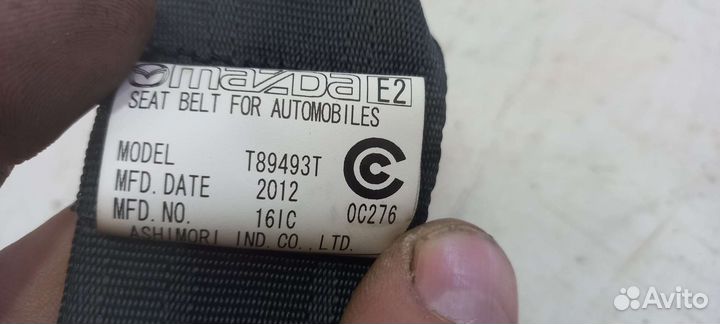 mazda E2
SEAT BELT FOR AUTOMOBILES
MODEL T89493T
MFD. DATE 2012
MFD. NO. 16IC
0C276
ASHIMORI IND. CO., LTD.
Avito